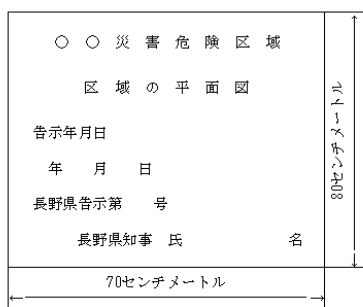 ○ ○ 災 害 危 険 区 域
区 域 の 平 面 図
告示年月日
年 月 日
長野県告示第 号
長野県知事 氏 名
80センチメートル
70センチメートル